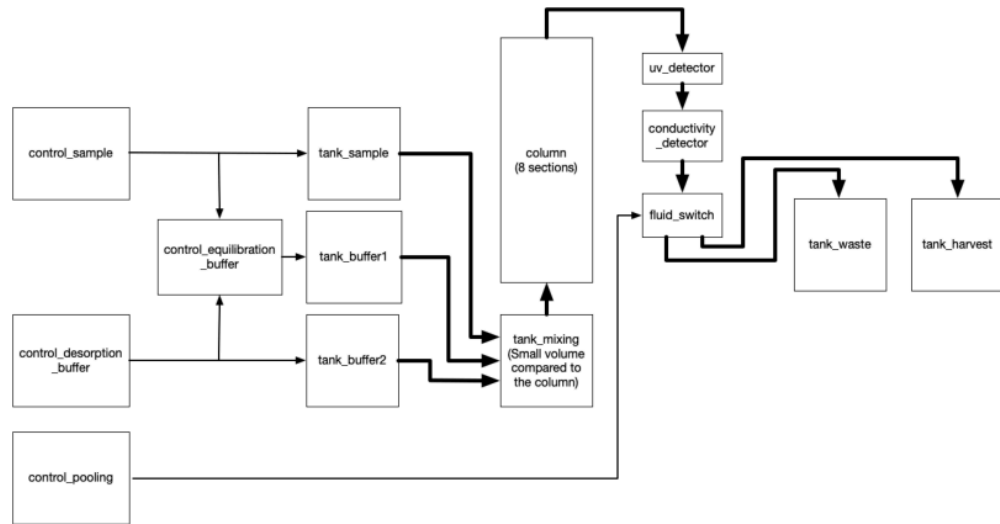 control_sample
tank_sample
column
(8 sections)
uv_detector
conductivity
_detector
fluid_switch
control_equilibration
_buffer
tank_buffer1
tank_waste
tank_harvest
control_desorption
_buffer
tank_buffer2
tank_mixing
(Small volume
compared to
the column)
control_pooling